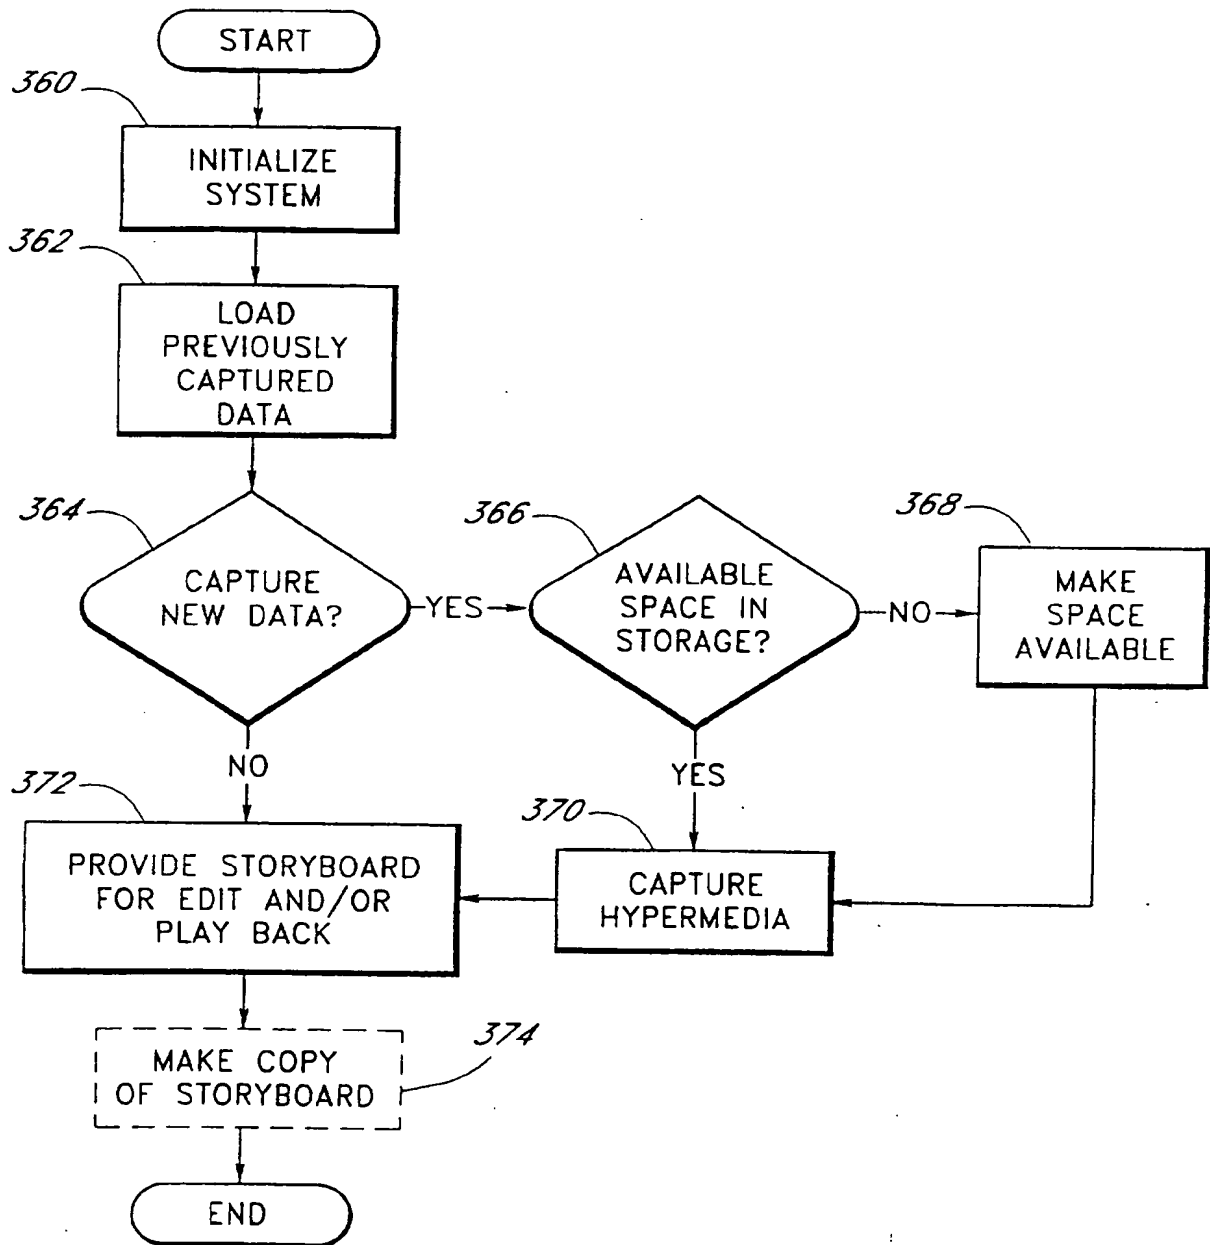 START
360
INITIALIZE
SYSTEM
362
LOAD
PREVIOUSLY
CAPTURED
DATA
364
CAPTURE
NEW DATA?
YES
366
AVAILABLE
SPACE IN
STORAGE?
NO
368
MAKE
SPACE
AVAILABLE
NO
YES
372
PROVIDE STORYBOARD
FOR EDIT AND/OR
PLAY BACK
370
CAPTURE
HYPERMEDIA
374
MAKE COPY
OF STORYBOARD
END